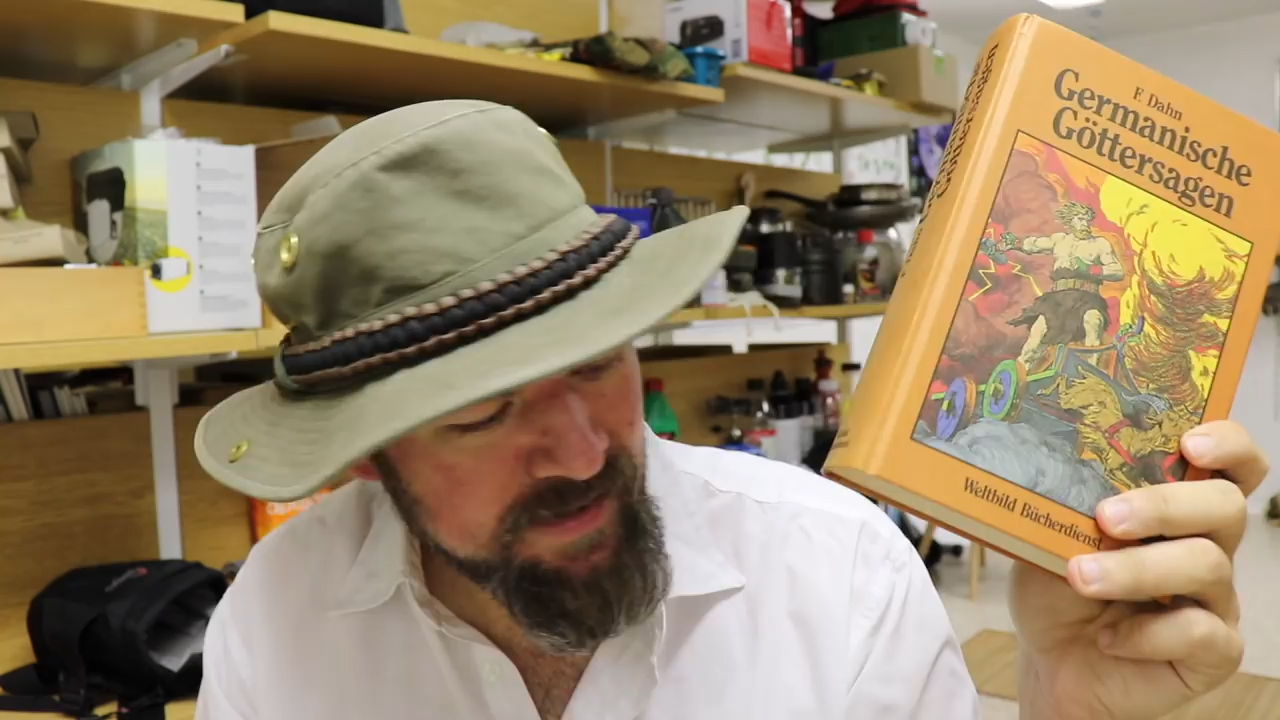 F. Dahn
Germanische
Göttersagen
Weltbild Bücherdienst